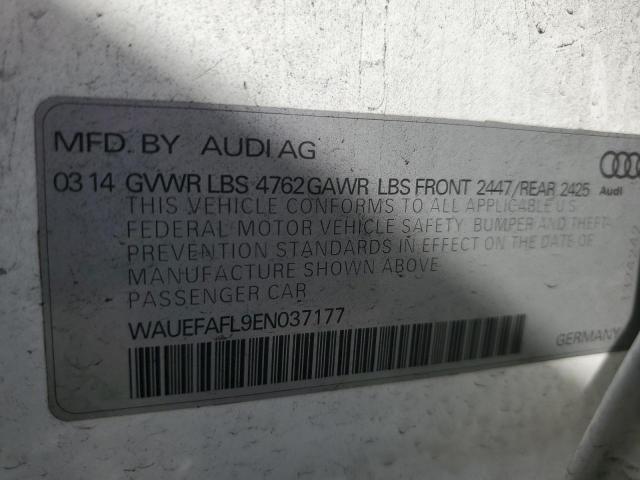 MFD. BY AUDI AG
03 14 GVWR LBS 4762 GAWR LBS FRONT 2447/REAR 2425
Audi
THIS VEHICLE CONFORMS TO ALL APPLICABLE U.S.
FEDERAL MOTOR VEHICLE SAFETY, BUMPER AND THEFT
PREVENTION STANDARDS IN EFFECT ON THE DATE OF
MANUFACTURE SHOWN ABOVE
PASSENGER CAR
WAUEFAFL9EN037177
GERMANY